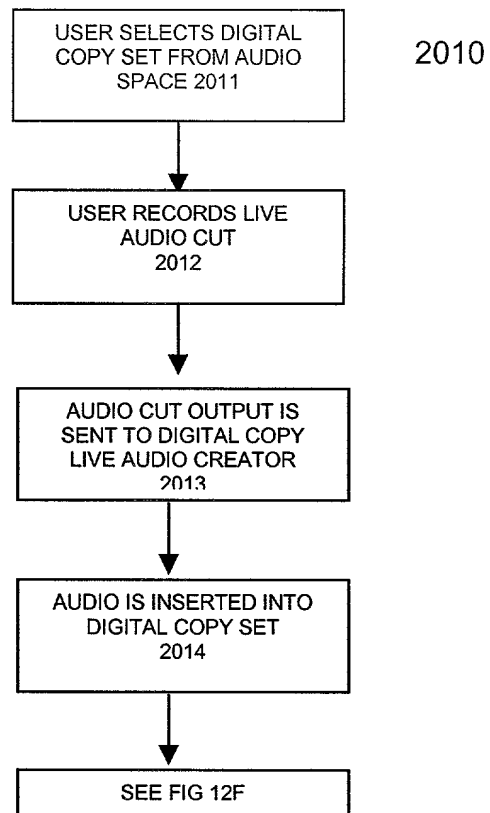 USER SELECTS DIGITAL
COPY SET FROM AUDIO
SPACE 2011
2010
USER RECORDS LIVE
AUDIO CUT
2012
AUDIO CUT OUTPUT IS
SENT TO DIGITAL COPY
LIVE AUDIO CREATOR
2013
AUDIO IS INSERTED INTO
DIGITAL COPY SET
2014
SEE FIG 12F